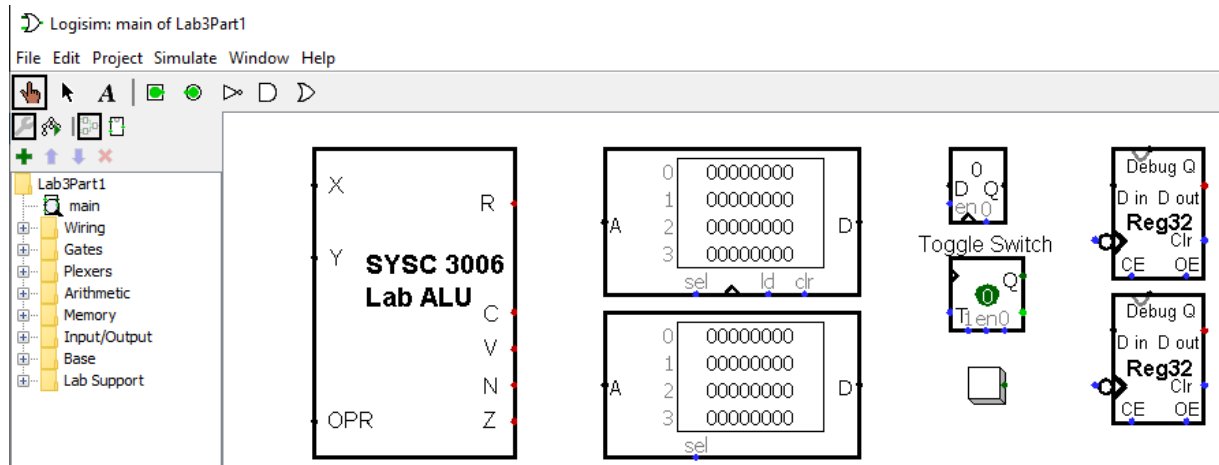 Logisim: main of Lab3Part1
File Edit Project Simulate Window Help
A
Lab3Part1
main
Wiring
Gates
Plexers
Arithmetic
Memory
Input/Output
Base
Lab Support
X
Y
OPR
SYSC 3006
Lab ALU
R
C
V
N
Z
A
0 00000000
1 00000000
2 00000000
3 00000000
D
sel ld clr
A
0 00000000
1 00000000
2 00000000
3 00000000
D
sel
0
D Q
en 0
Toggle Switch
0 Q
T 1 en 0
Debug Q
D in D out
Reg32
Clr
CE OE
Debug Q
D in D out
Reg32
Clr
CE OE